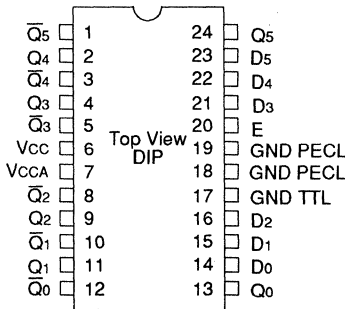 Q̅5 1 24 Q5
Q4 2 23 D5
Q̅4 3 22 D4
Q3 4 21 D3
Q̅3 5 20 E
VCC 6 Top View 19 GND PECL
VCCA 7 DIP 18 GND PECL
Q̅2 8 17 GND TTL
Q2 9 16 D2
Q̅1 10 15 D1
Q1 11 14 D0
Q̅0 12 13 Q0